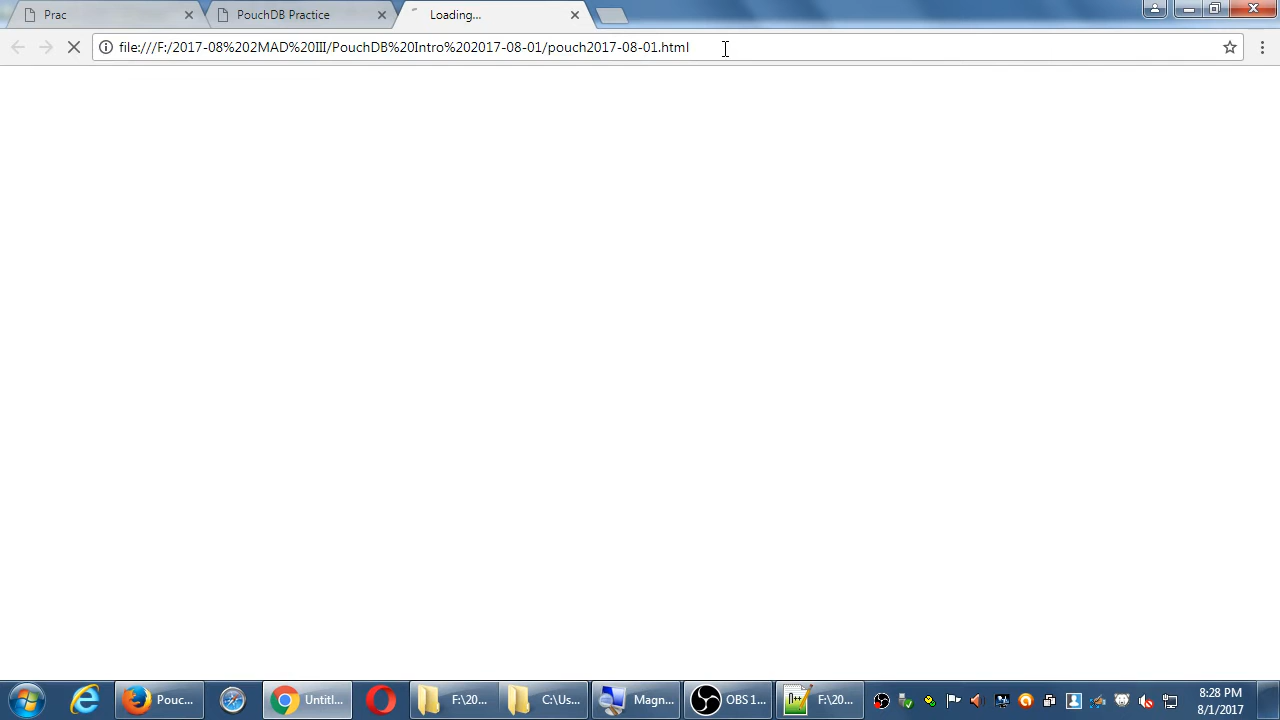 Prac
PouchDB Practice
Loading...
file:///F:/2017-08%202MAD%20III/PouchDB%20Intro%202017-08-01/pouch2017-08-01.html
Pouc...
Untitl...
F:\20...
C:\Us...
Magn...
OBS 1...
F:\20...
8:28 PM
8/1/2017